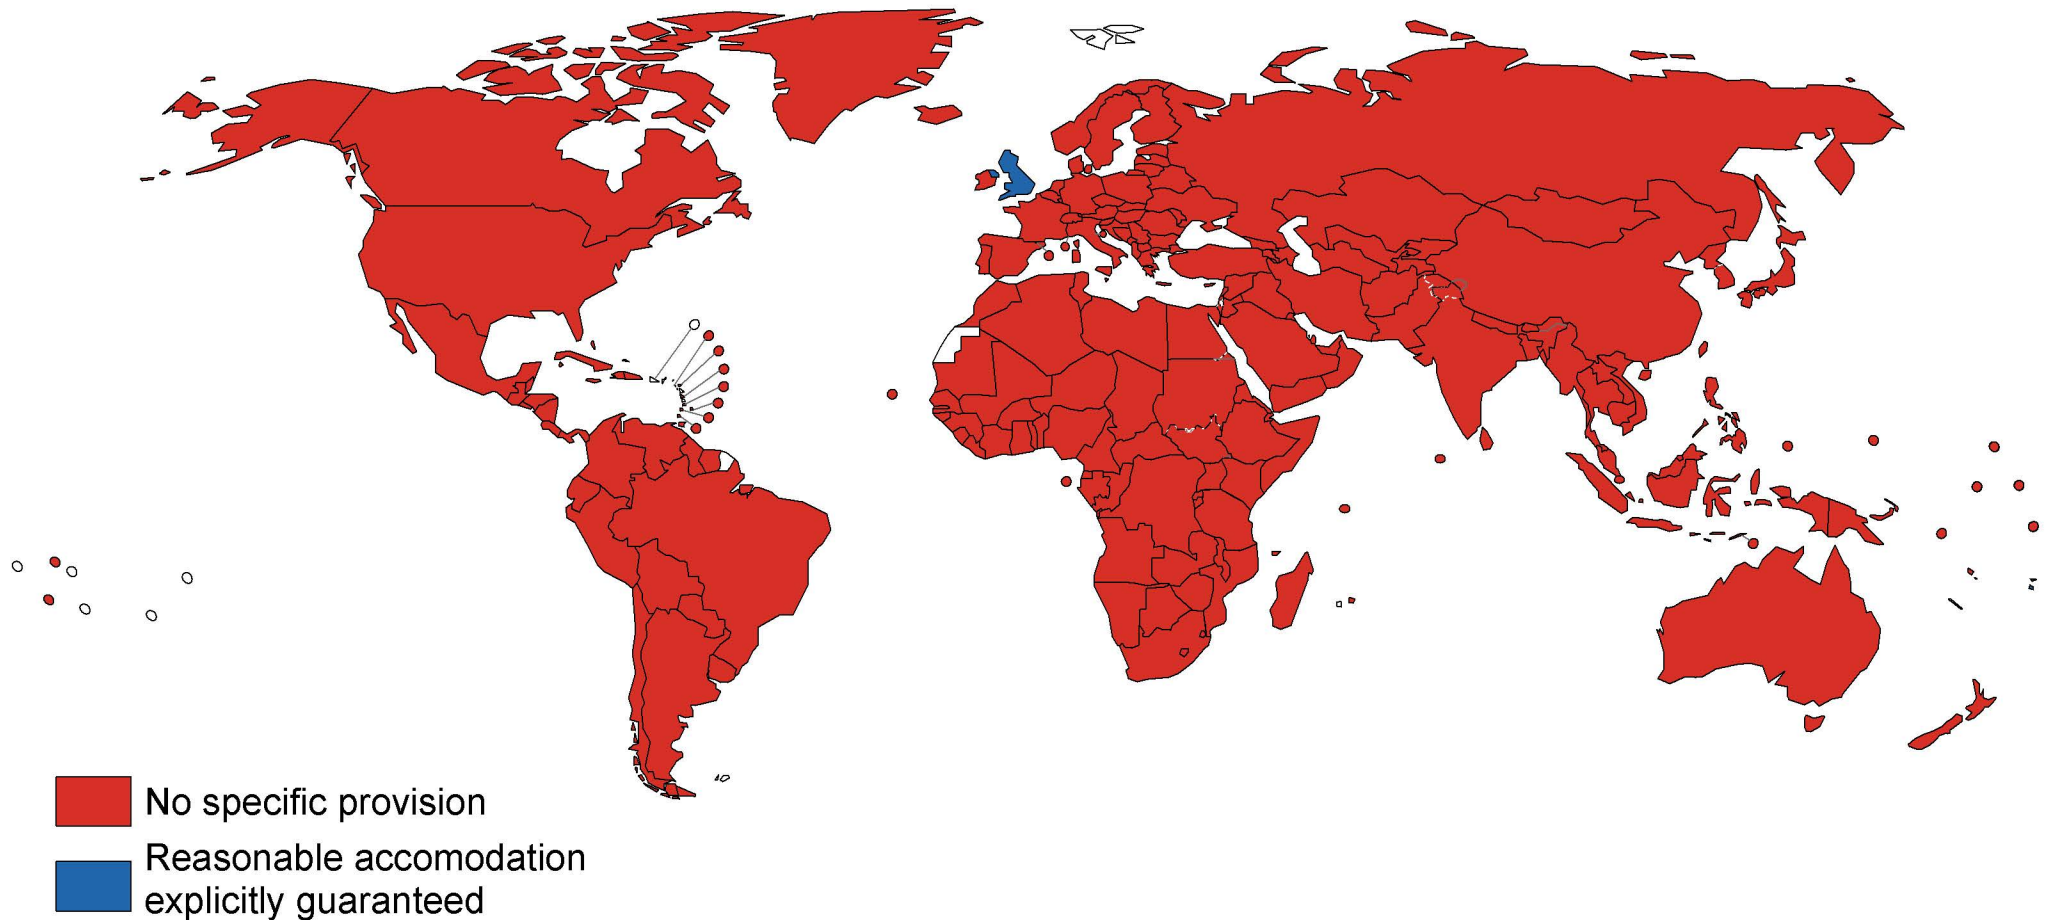 No specific provision
Reasonable accomodation
explicitly guaranteed